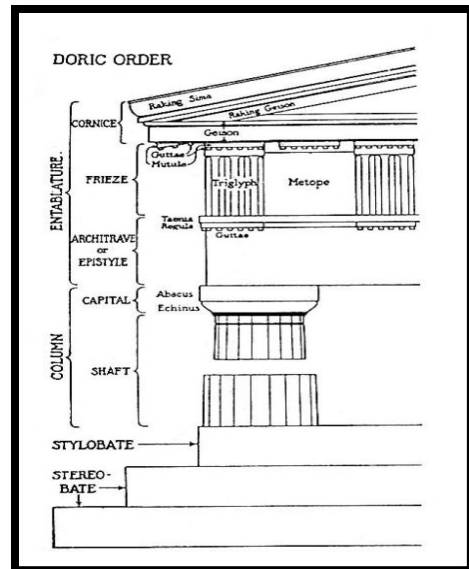 DORIC ORDER
Raking Sima
Raking Geison
CORNICE
Geison
Guttae
Mutule
ENTABLATURE.
FRIEZE
Triglyph
Metope
Taenia
Regula
Guttae
ARCHITRAVE
or
EPISTYLE
CAPITAL
Abacus
Echinus
COLUMN
SHAFT
STYLOBATE
STEREO-
BATE